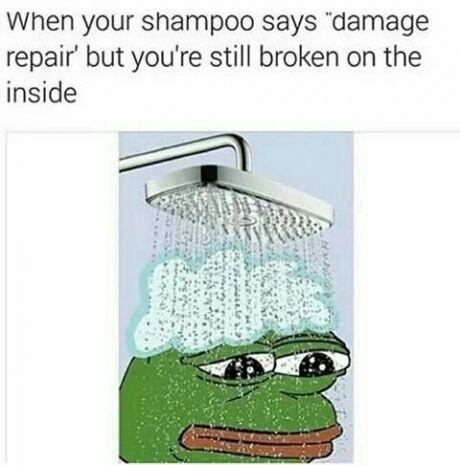 When your shampoo says "damage
repair' but you're still broken on the
inside